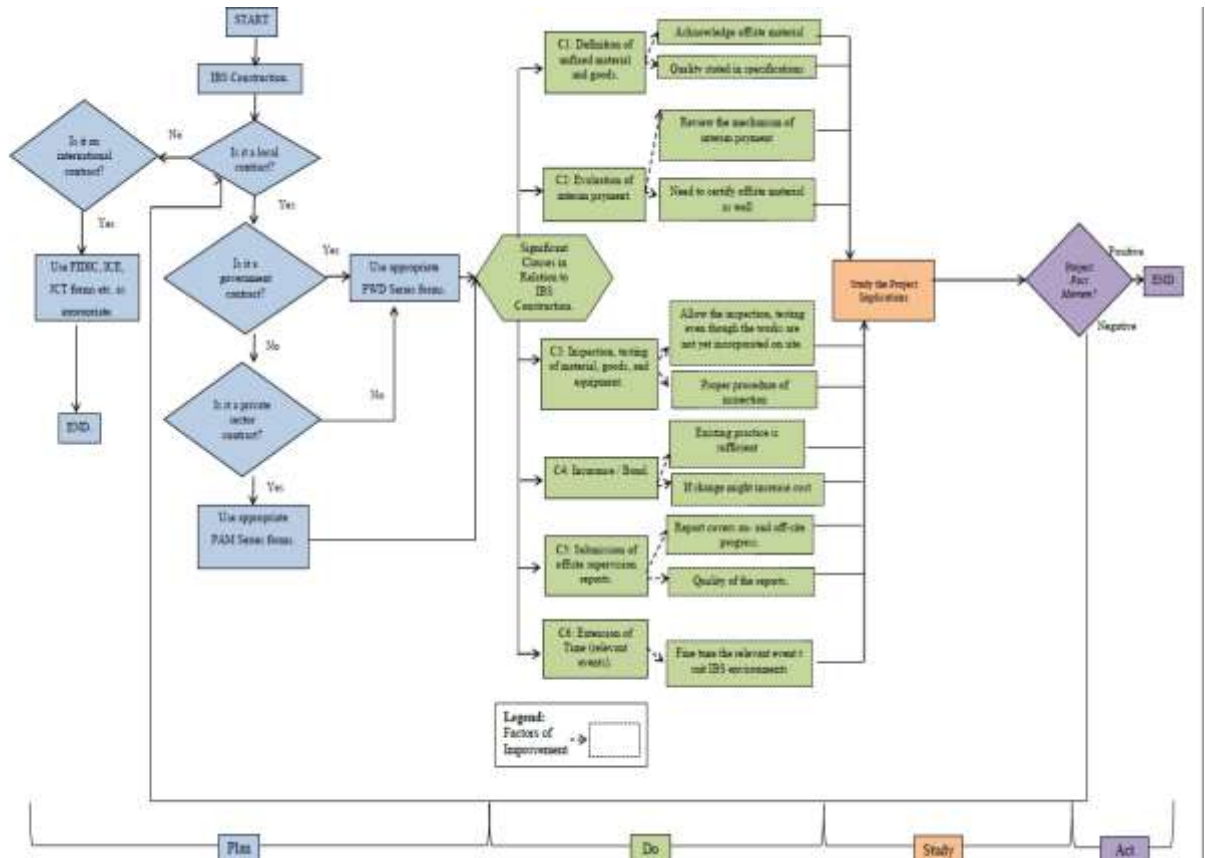 START
IBS Construction.
Is it a local
contract?
No
Is it an
international
contract?
Yes
Use FIDIC, ICE,
JCT forms etc. as
appropriate.
END.
Yes
Is it a
government
contract?
Yes
Use appropriate
PWD Series forms.
No
Is it a private
sector
contract?
No
Yes
Use appropriate
PAM Series forms.
Significant
Clauses in
Relation to
IBS
Construction.
C1: Definition of
unfixed material
and goods.
Acknowledge offsite material
Quality stated in specifications
C2: Evaluation of
interim payment.
Review the mechanism of
interim payment
Need to certify offsite material
as well
C3: Inspection, testing
of material, goods, and
equipment
Allow the inspection, testing
even though the works are
not yet incorporated on site.
Proper procedure of
inspection
C4: Insurance / Bond.
Existing practice is
sufficient
If change might increase cost
C5: Submission of
offsite supervision
reports.
Report covers on- and off-site
progress.
Quality of the reports.
C6: Extension of
Time (relevant
events).
Fine tune the relevant event t
suit IBS environments
Study the Project
Implications
Project
Positive
END
Negative
Legend:
Factors of
Improvement
Plan
Do
Study
Act